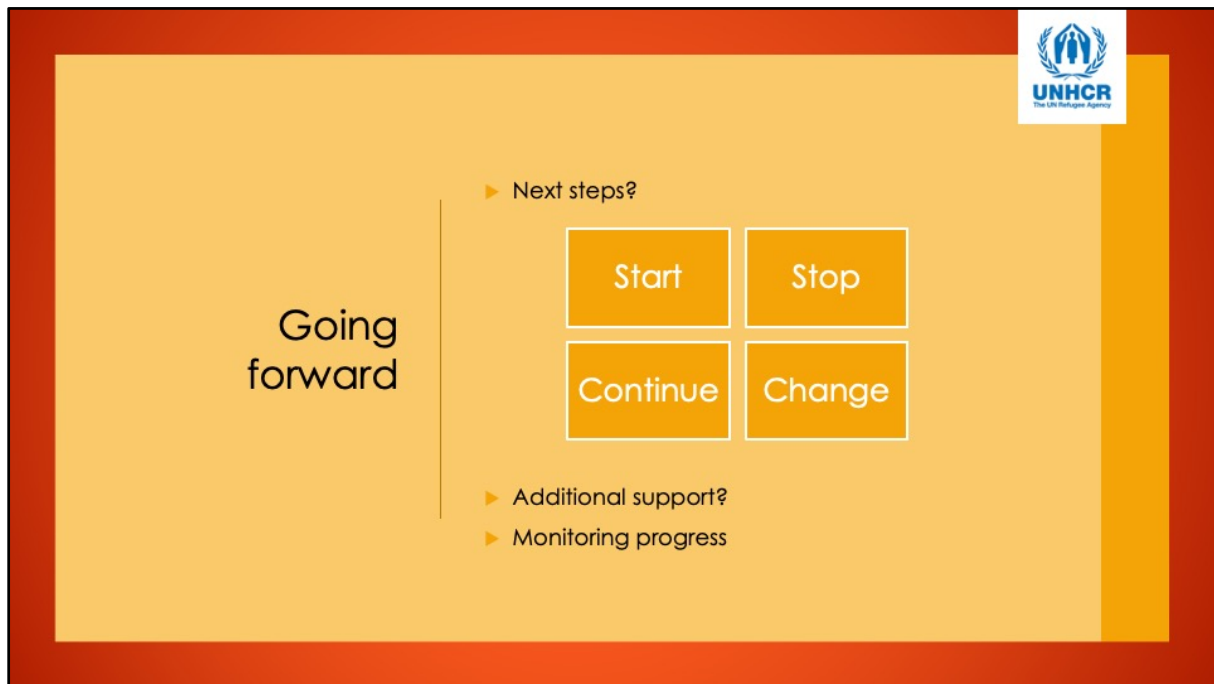 UNHCR
The UN Refugee Agency
Going
forward
Next steps?
Start
Stop
Continue
Change
Additional support?
Monitoring progress